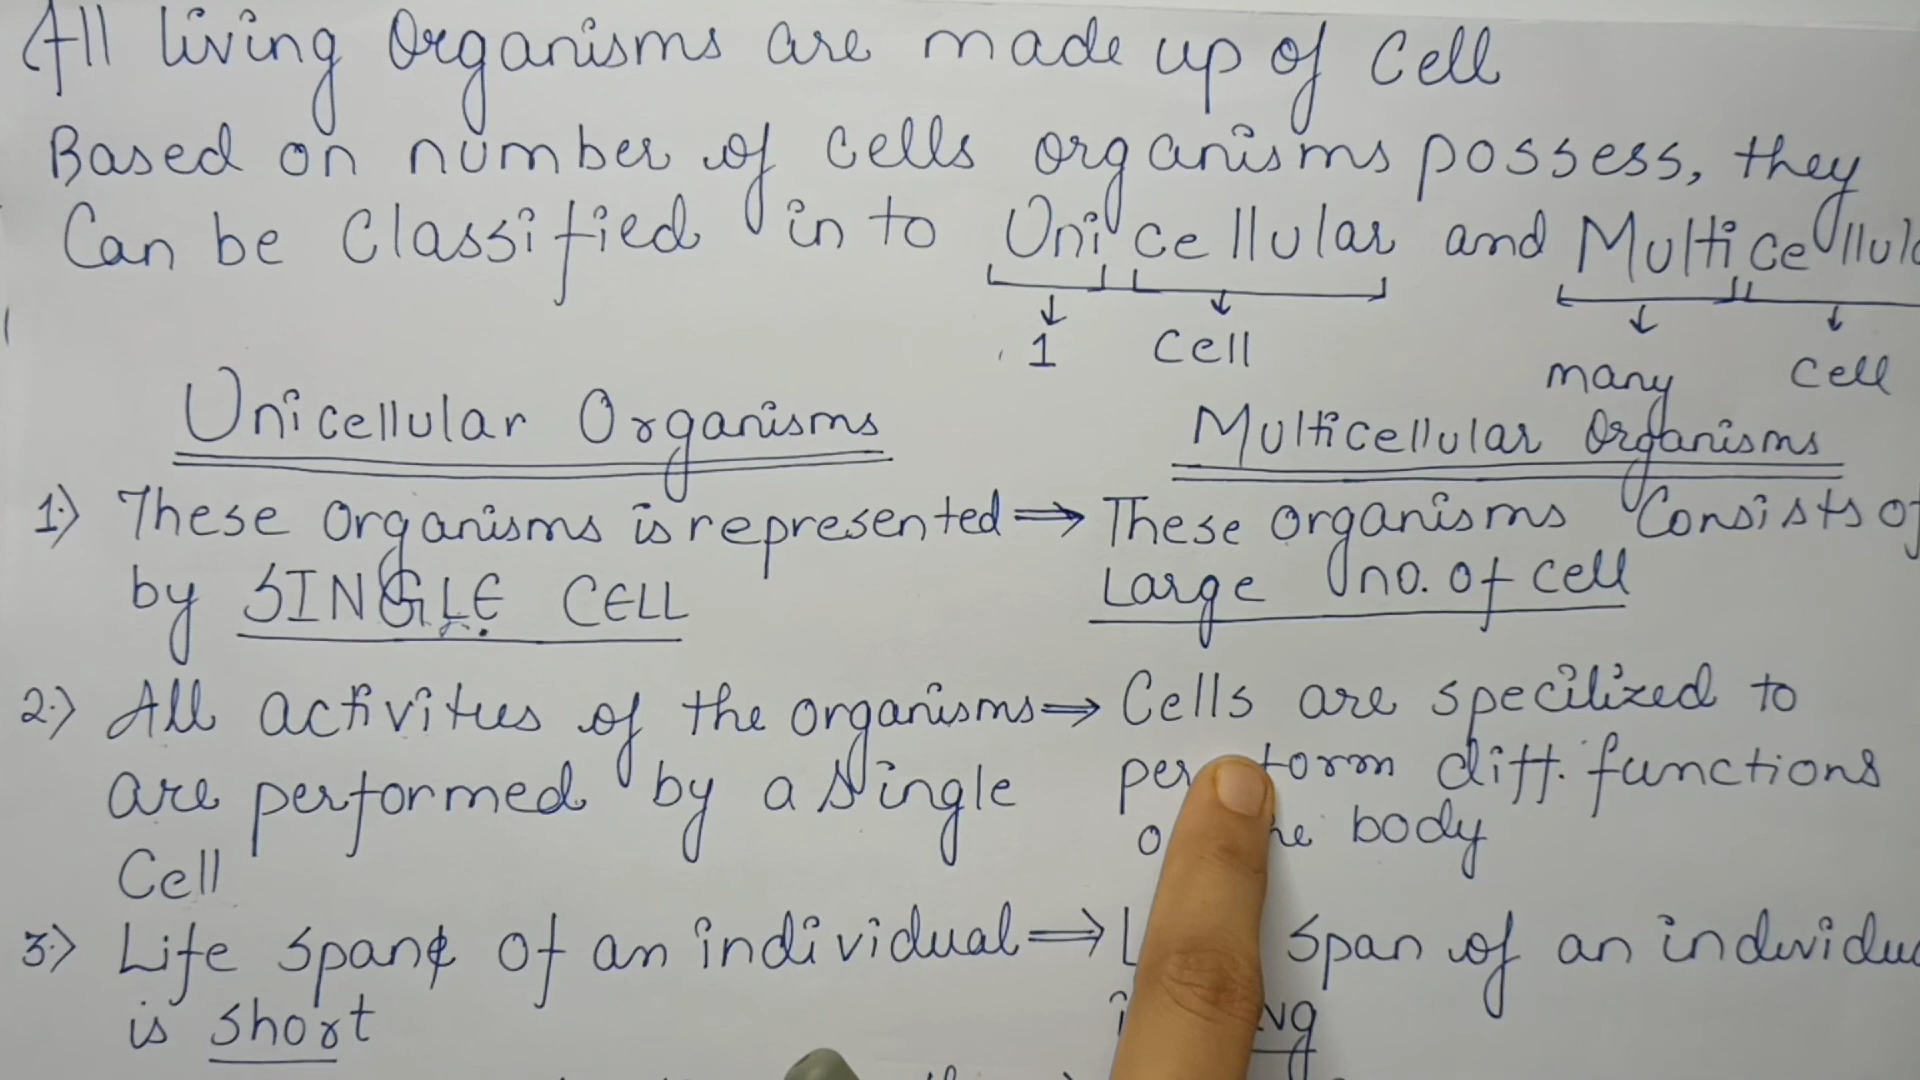 All living Organisms are made up of Cell
Based on number of cells organisms possess, they
Can be Classified in to Unicellular and
1 Cell many Cell
Unicellular Organisms Multicellular Organisms
1) These organisms is represented ⇒ These organisms Consists of
by SINGLE CELL Large no. of cell
2) All activities of the organisms ⇒ Cells are specilized to
are performed by a Single diff. functions
Cell body
3) Life span of an individual ⇒ span of an
is short